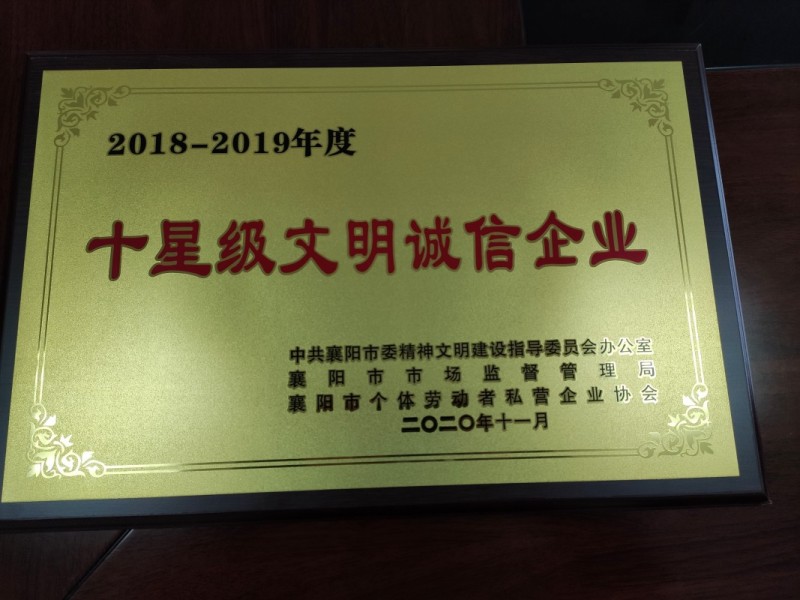 2018-2019年度
十星级文明诚信企业
中共襄阳市委精神文明建设指导委员会办公室
襄阳市市场监督管理局
襄阳市个体劳动者私营企业协会
二〇二〇年十一月